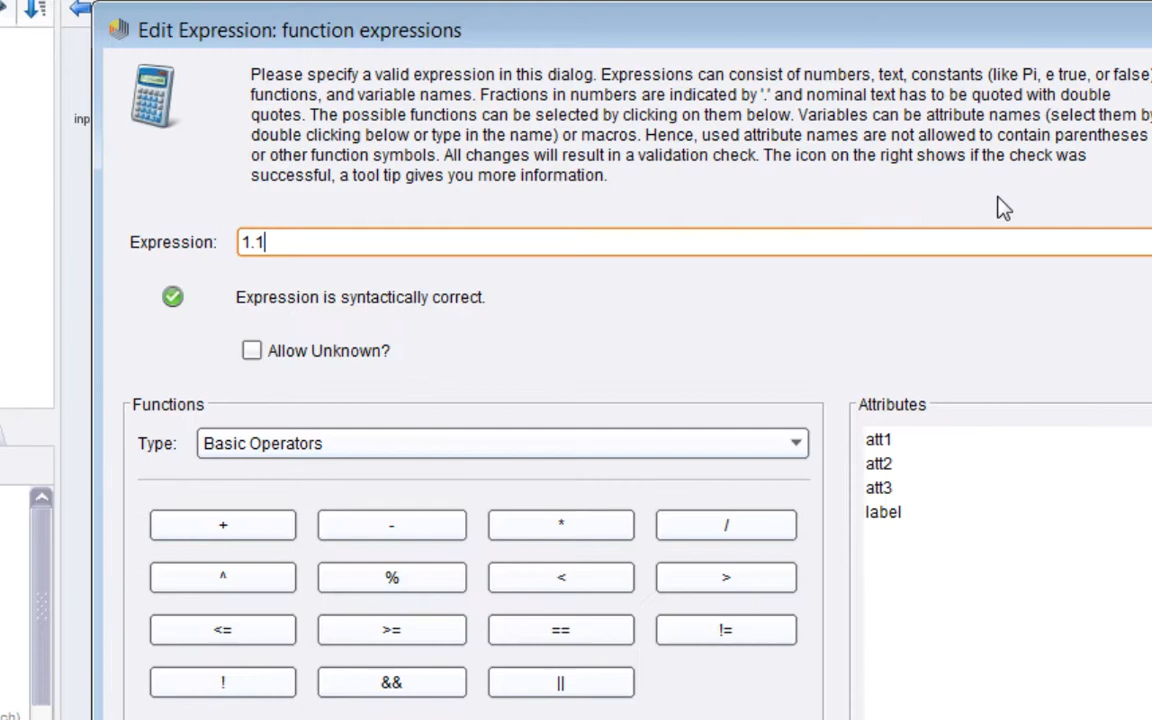 Edit Expression: function expressions
Please specify a valid expression in this dialog. Expressions can consist of numbers, text, constants (like Pi, e true, or false)
functions, and variable names. Fractions in numbers are indicated by '.' and nominal text has to be quoted with double
quotes. The possible functions can be selected by clicking on them below. Variables can be attribute names (select them by
inp
double clicking below or type in the name) or macros. Hence, used attribute names are not allowed to contain parentheses
or other function symbols. All changes will result in a validation check. The icon on the right shows if the check was
successful, a tool tip gives you more information.
Expression: 1.1
Expression is syntactically correct.
Allow Unknown?
Functions
Attributes
Type: Basic Operators
att1
att2
att3
label
+ - * /
^ % < >
<= >= == !=
! && ||
ch)